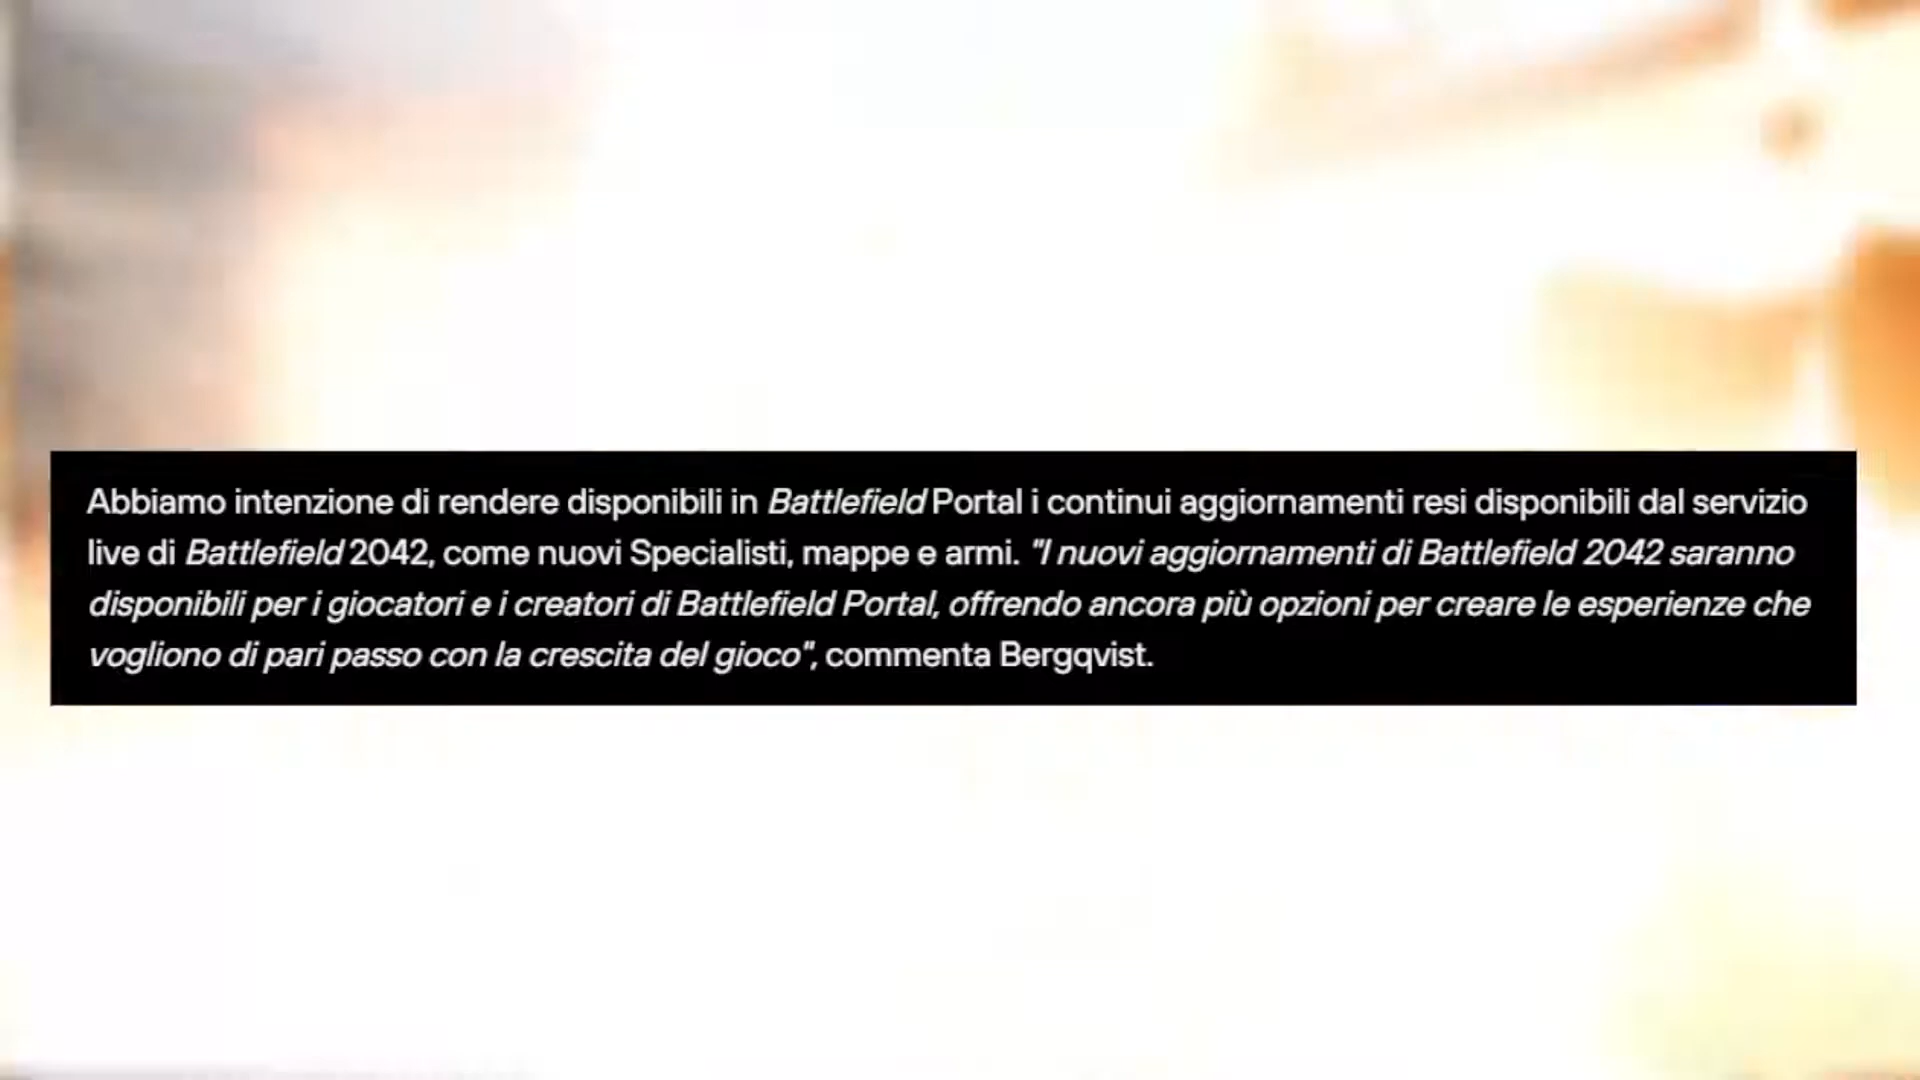 Abbiamo intenzione di rendere disponibili in Battlefield Portal i continui aggiornamenti resi disponibili dal servizio
live di Battlefield 2042, come nuovi Specialisti, mappe e armi. "I nuovi aggiornamenti di Battlefield 2042 saranno
disponibili per i giocatori e i creatori di Battlefield Portal, offrendo ancora più opzioni per creare le esperienze che
vogliono di pari passo con la crescita del gioco", commenta Bergqvist.